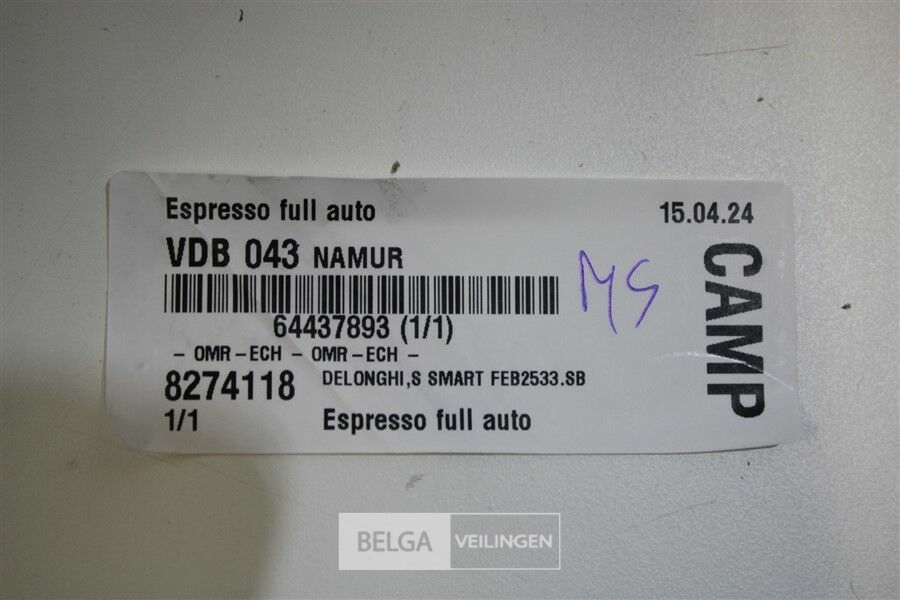 Espresso full auto
15.04.24
VDB 043 NAMUR
MS
CAMP
64437893 (1/1)
- OMR-ECH - OMR-ECH -
8274118 DELONGHI,S SMART FEB2533.SB
1/1 Espresso full auto
BELGA VEILINGEN